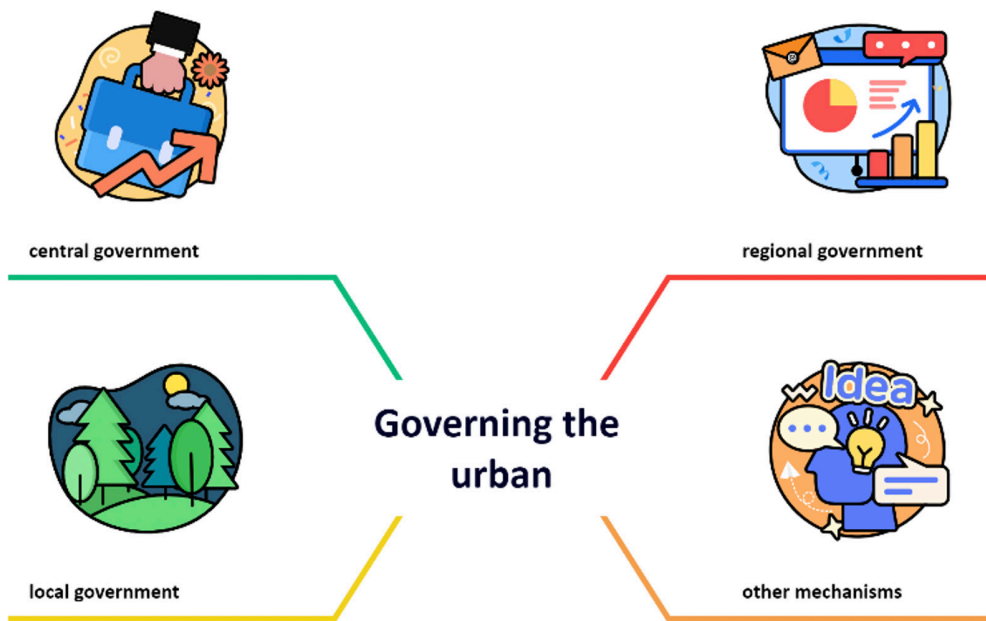 Idea
central government
regional government
Governing the
urban
local government
other mechanisms